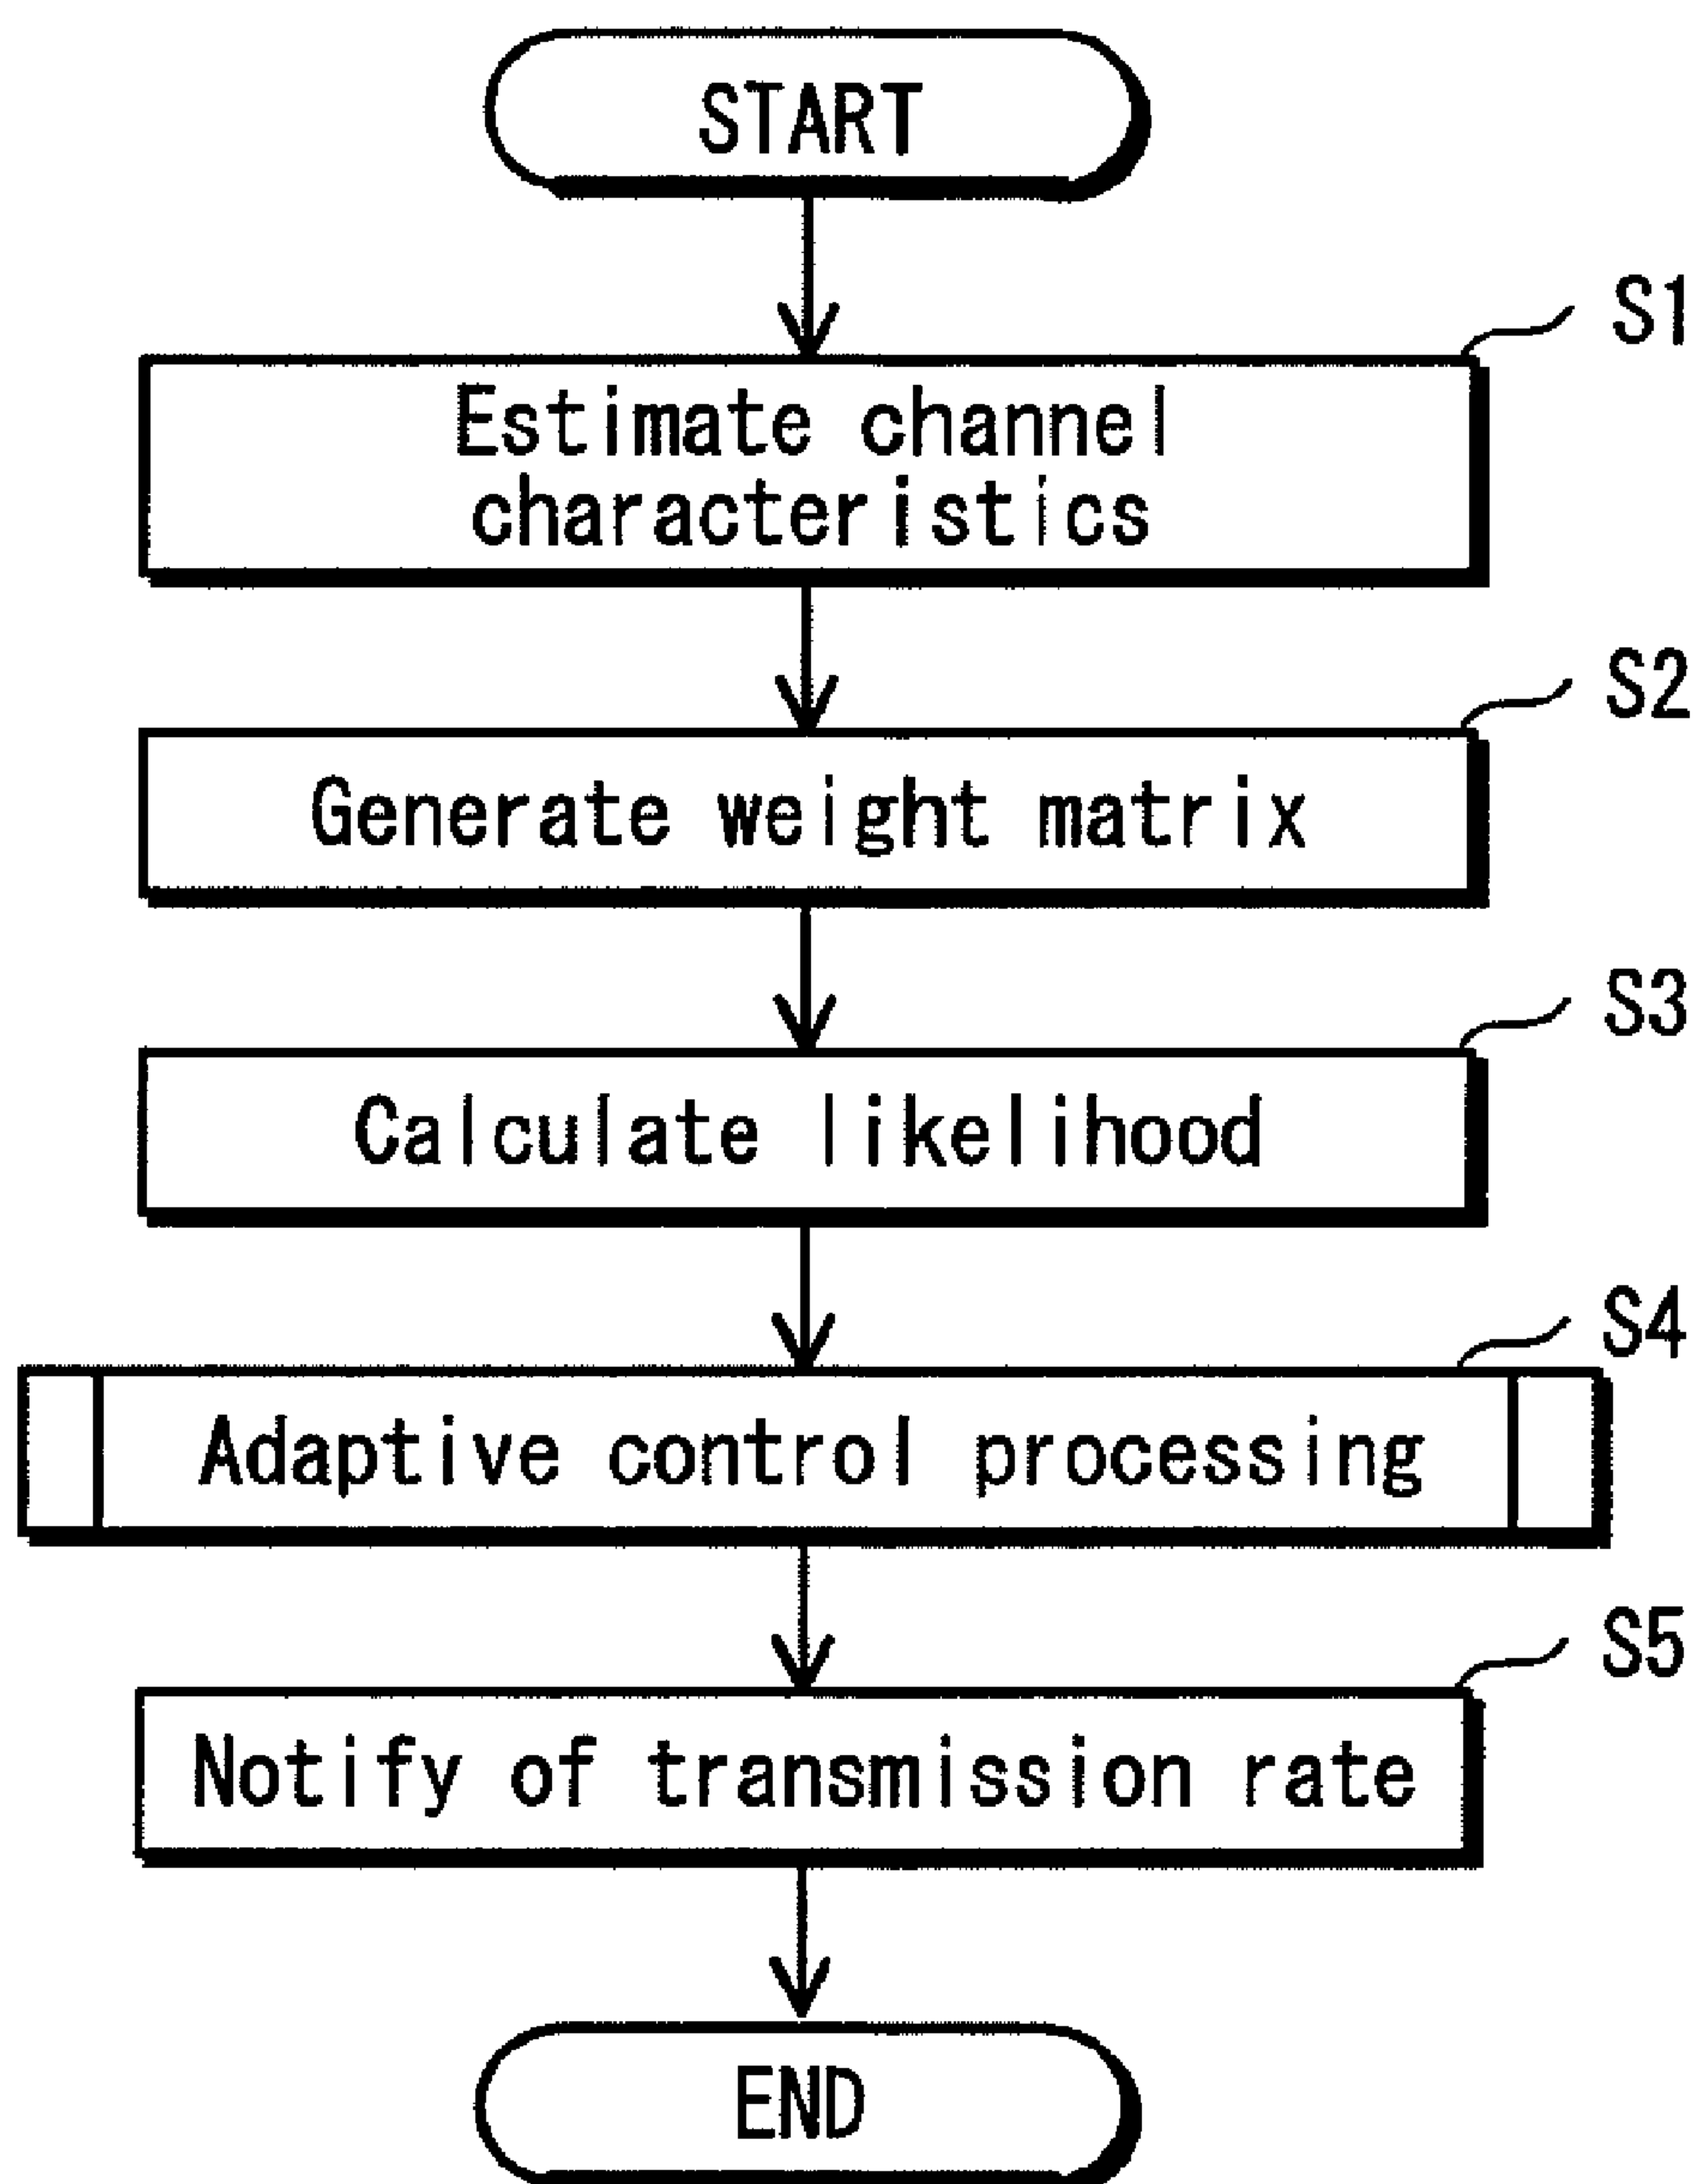 START
S1
Estimate channel
characteristics
S2
Generate weight matrix
S3
Calculate likelihood
S4
Adaptive control processing
S5
Notify of transmission rate
END